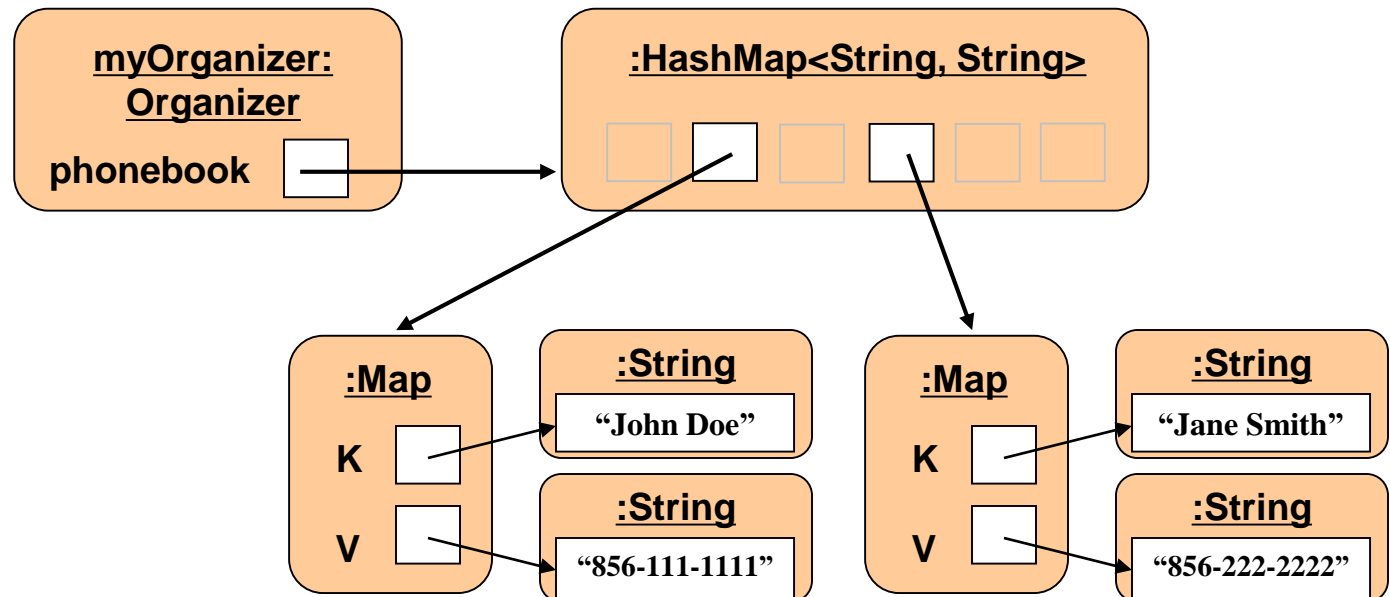 myOrganizer:
Organizer
phonebook
:HashMap<String, String>
:Map
K
V
:String
“John Doe”
:String
“856-111-1111”
:Map
K
V
:String
“Jane Smith”
:String
“856-222-2222”